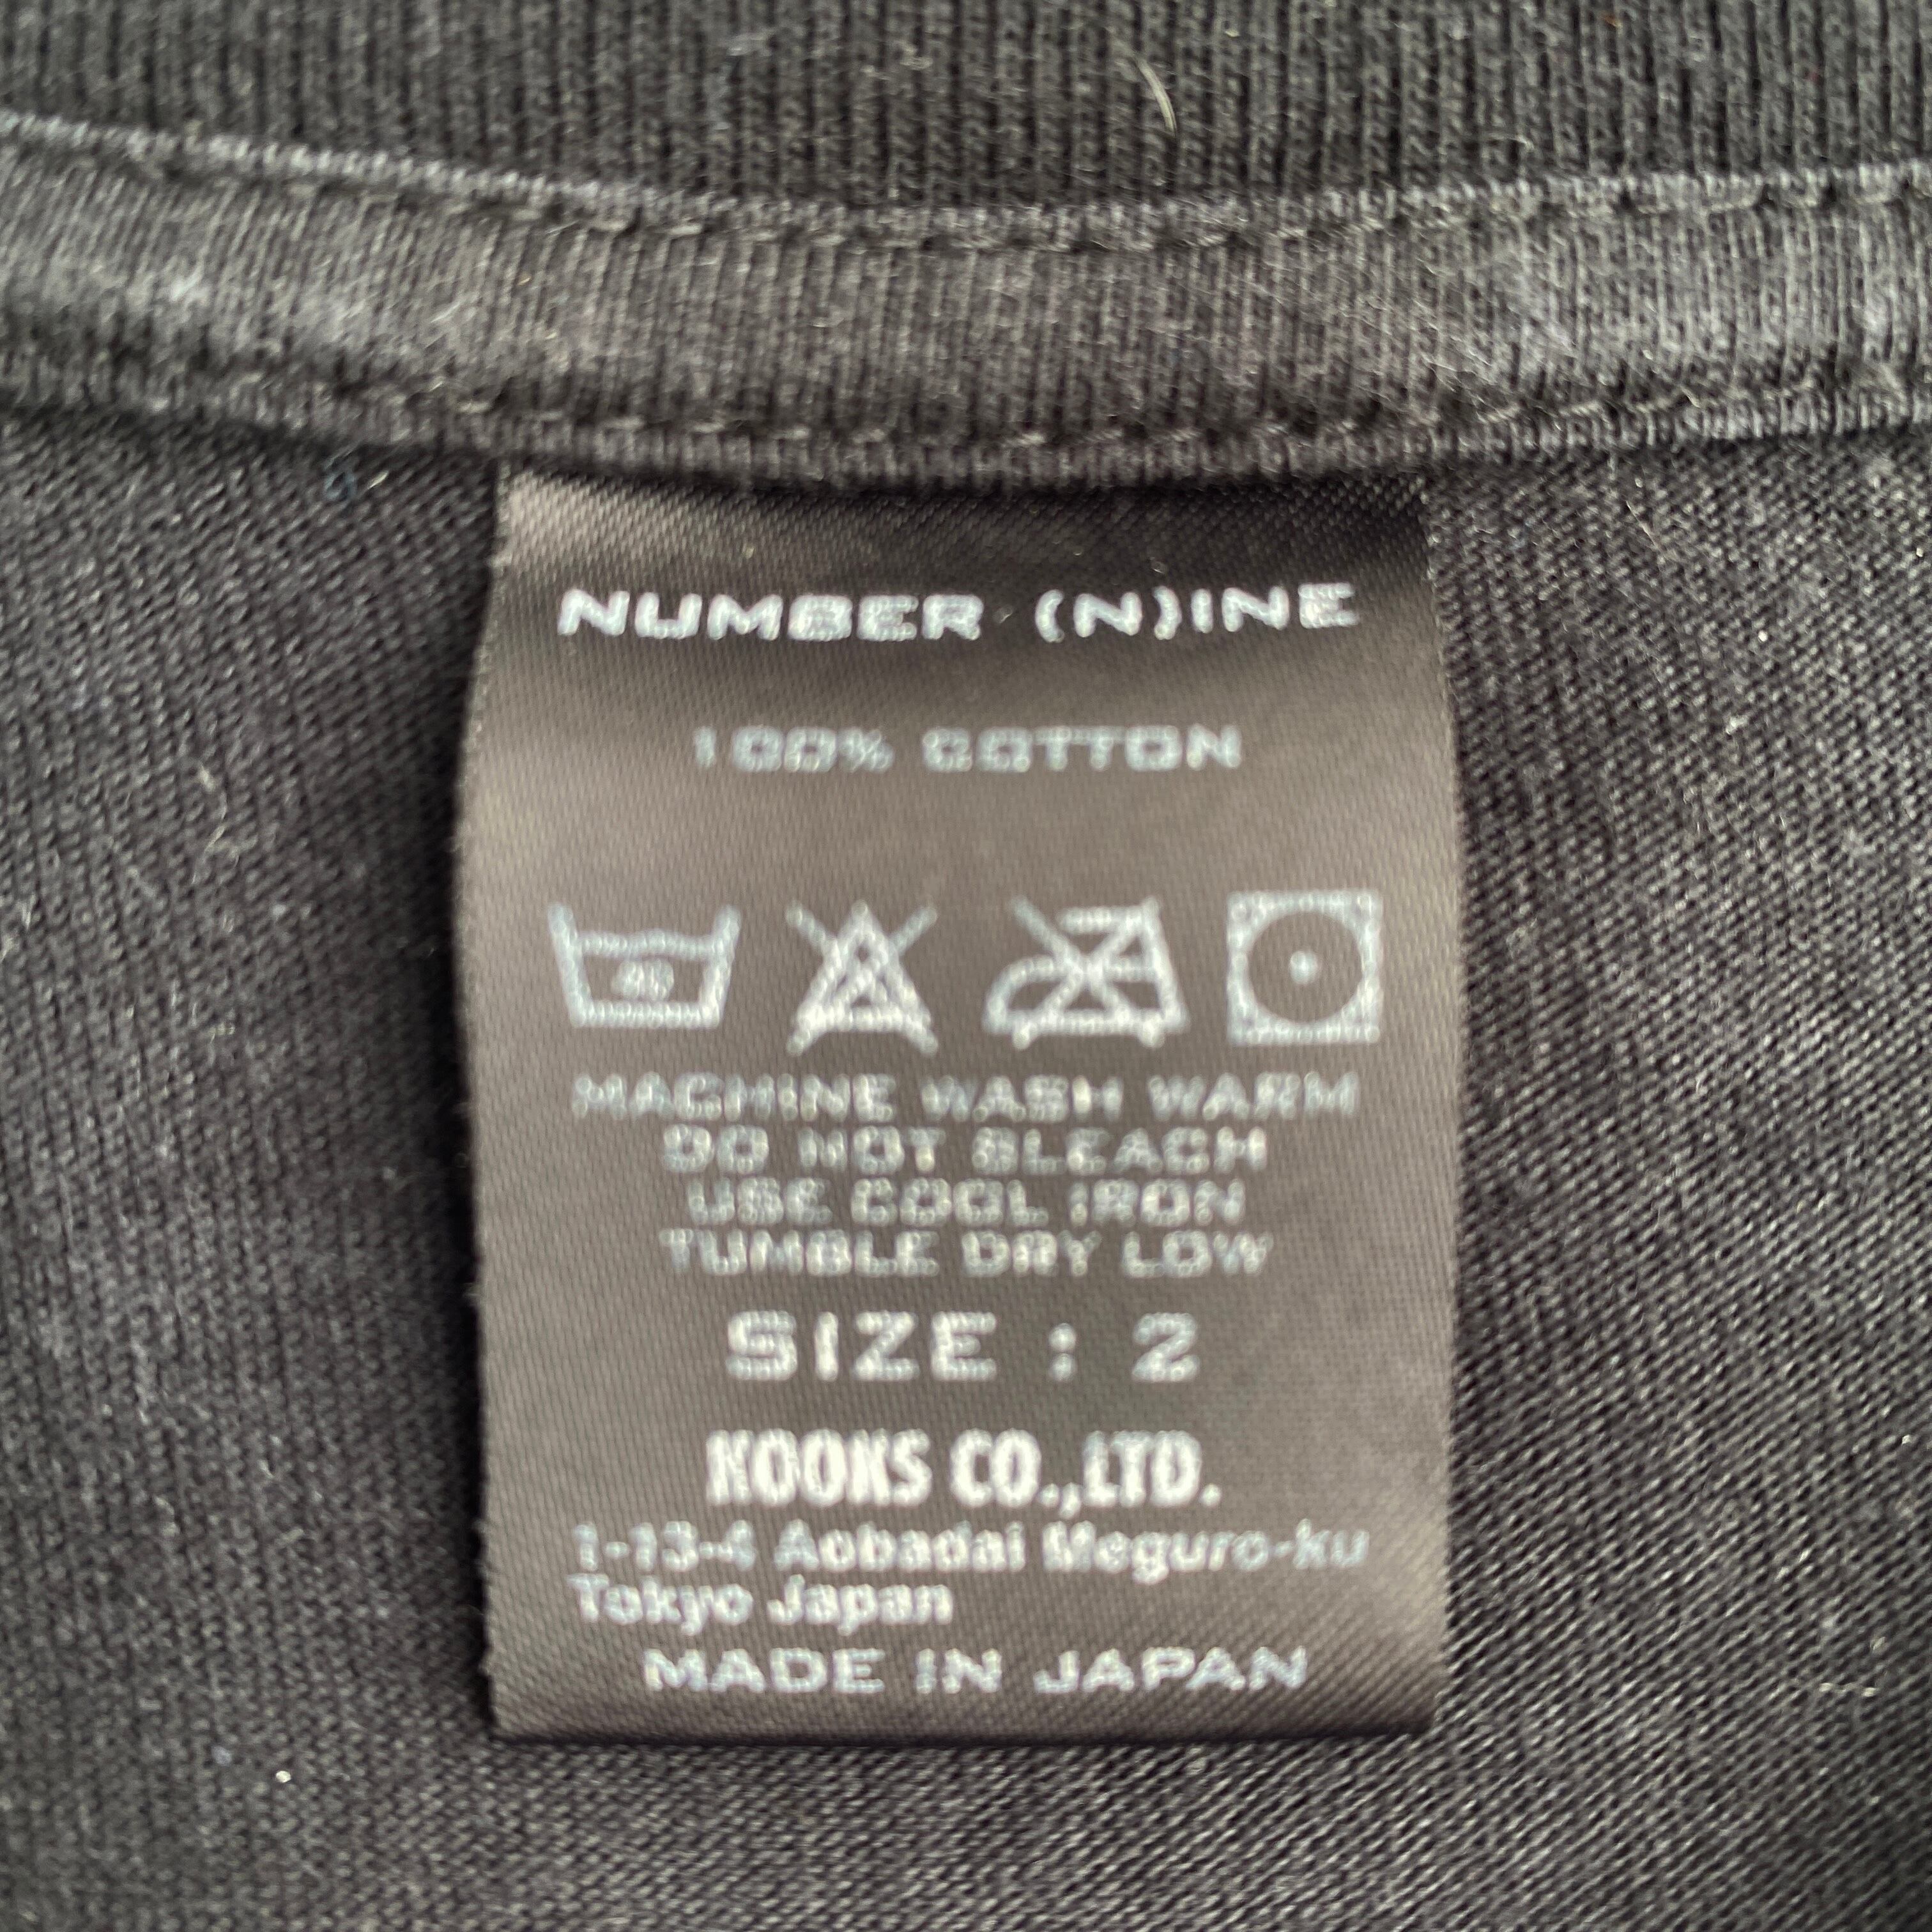 NUMBER (N)INE
100% COTTON
40
MACHINE WASH WARM
DO NOT BLEACH
USE COOL IRON
TUMBLE DRY LOW
SIZE : 2
KOOKS CO.,LTD.
1-13-4 Aobadai Meguro-ku
Tokyo Japan
MADE IN JAPAN